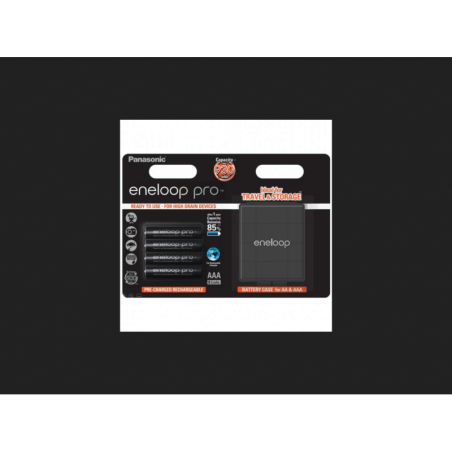 Panasonic
Capacity
eneloop pro
READY TO USE - FOR HIGH DRAIN DEVICES
Ideal for
TRAVEL & STORAGE
85%
eneloop
eneloop pro
eneloop pro
eneloop pro
eneloop pro
AAA
PRE-CHARGED RECHARGEABLE
BATTERY CASE for AA & AAA